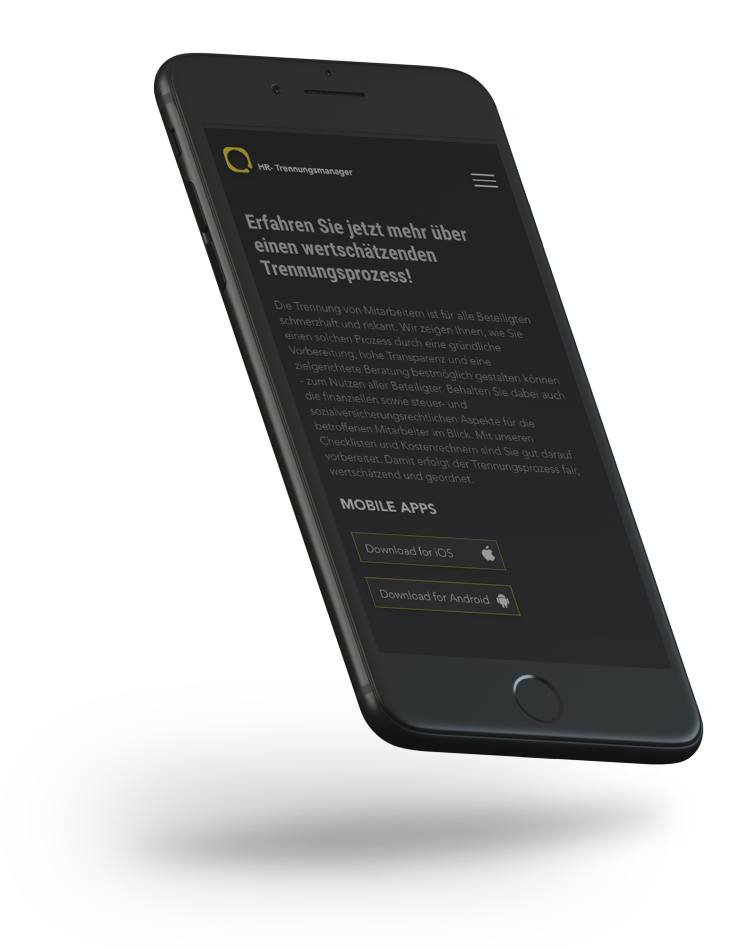 HR- Trennungsmanager
Erfahren Sie jetzt mehr über
einen wertschätzenden
Trennungsprozess!
Die Trennung von Mitarbeitern ist für alle Beteiligten
schmerzhaft und riskant. Wir zeigen Ihnen, wie Sie
einen solchen Prozess durch eine gründliche
Vorbereitung, hohe Transparenz und eine
zielgerichtete Beratung bestmöglich gestalten können
- zum Nutzen aller Beteiligter. Behalten Sie dabei auch
die finanziellen sowie steuer- und
sozialversicherungsrechtlichen Aspekte für die
betroffenen Mitarbeiter im Blick. Mit unseren
Checklisten und Kostenrechnern sind Sie gut darauf
vorbereitet. Damit erfolgt der Trennungsprozess fair,
wertschätzend und geordnet.
MOBILE APPS
Download for iOS
Download for Android